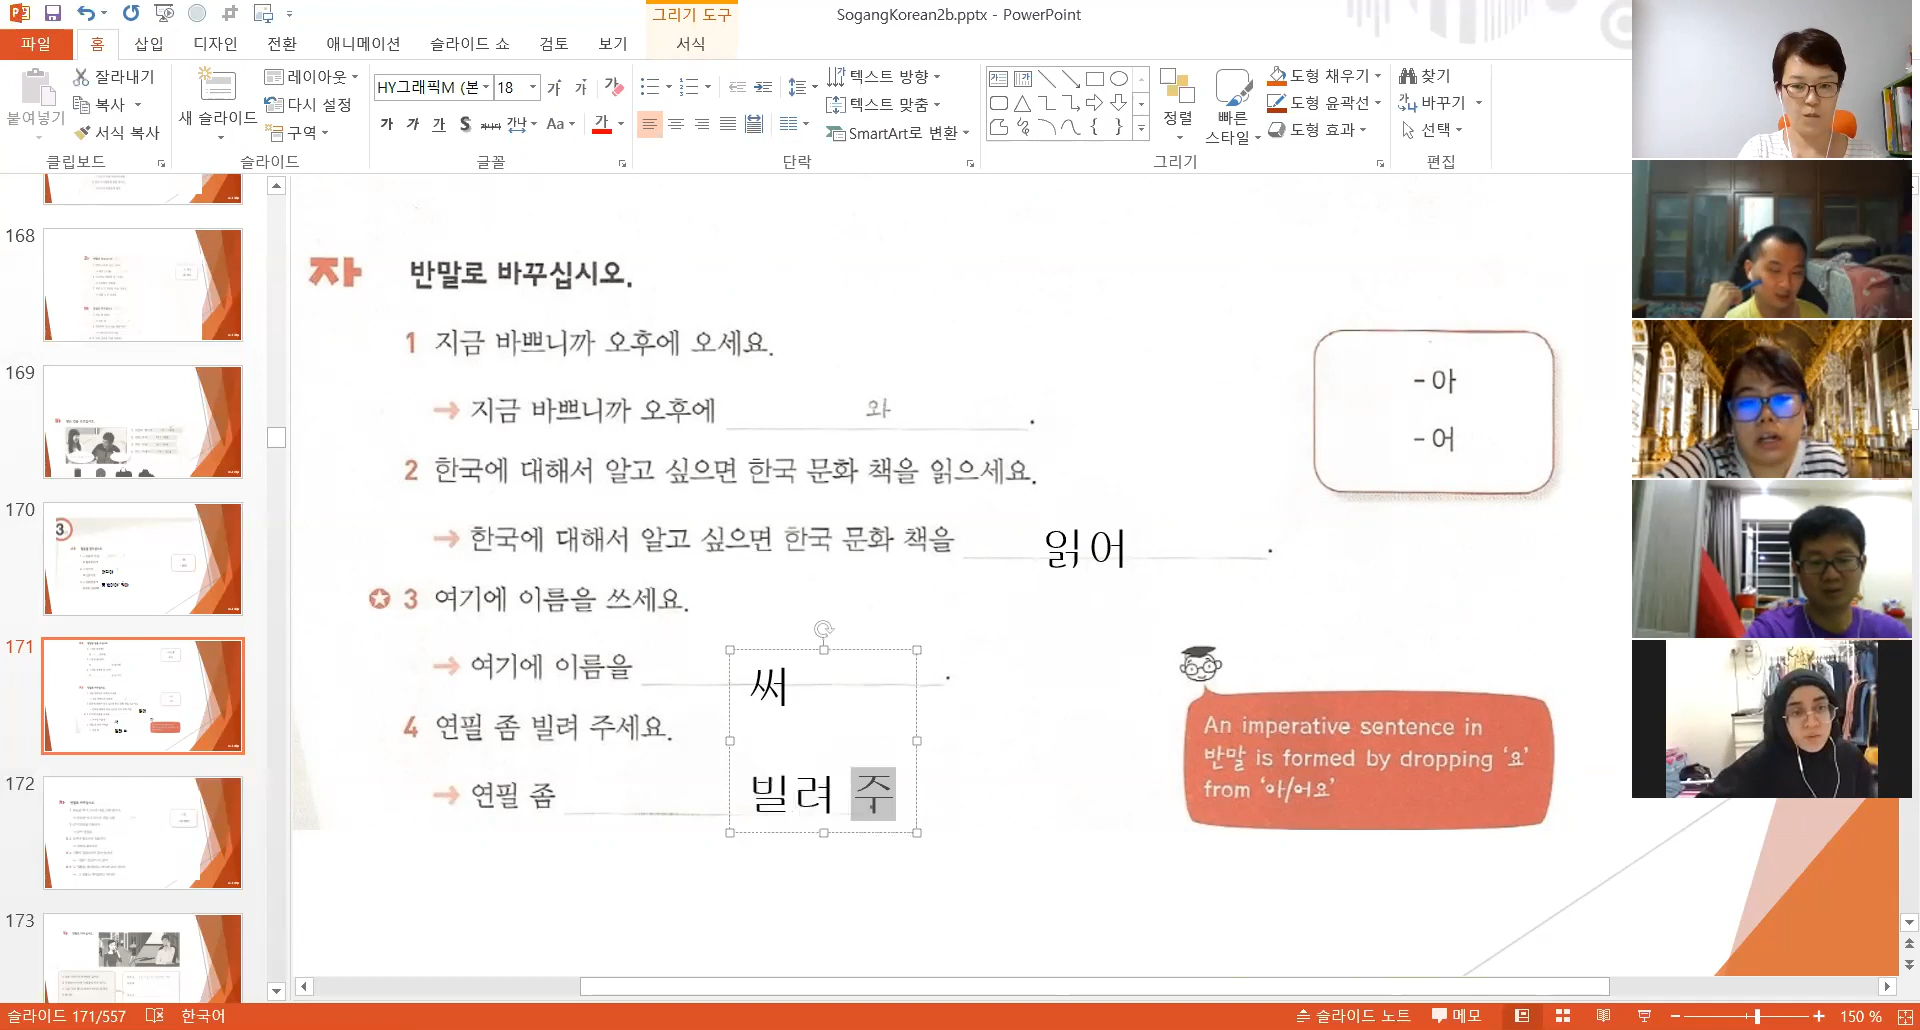 그리기 도구
SogangKorean2b.pptx - PowerPoint
파일 홈 삽입 디자인 전환 애니메이션 슬라이드 쇼 검토 보기 서식
붙여넣기
잘라내기
복사
서식 복사
클립보드
새 슬라이드
레이아웃
다시 설정
구역
슬라이드
HY그래픽M (본 18
글꼴
텍스트 방향
텍스트 맞춤
SmartArt로 변환
단락
정렬
빠른
스타일
도형 채우기
도형 윤곽선
도형 효과
그리기
찾기
바꾸기
선택
편집
168
169
170
171
172
173
자 반말로 바꾸십시오.
1 지금 바쁘니까 오후에 오세요.
→ 지금 바쁘니까 오후에 와.
2 한국에 대해서 알고 싶으면 한국 문화 책을 읽으세요.
→ 한국에 대해서 알고 싶으면 한국 문화 책을 읽어.
3 여기에 이름을 쓰세요.
→ 여기에 이름을 써.
4 연필 좀 빌려 주세요.
→ 연필 좀 빌려 주
-아
-어
An imperative sentence in
반말 is formed by dropping ‘요’
from ‘아/어요’
슬라이드 171/557 한국어
슬라이드 노트 메모 150 %